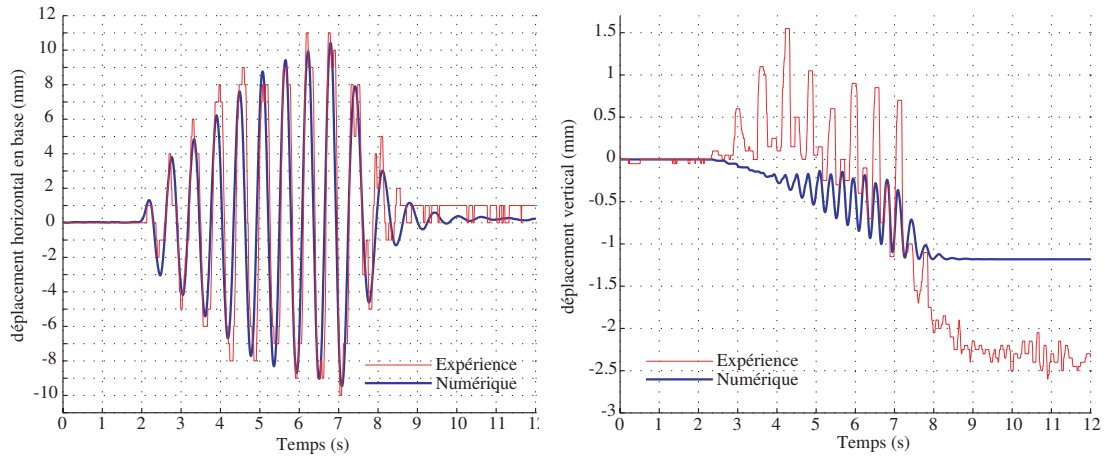 12
10
8
6
4
2
0
-2
-4
-6
-8
-10
déplacement horizontal en base (mm)
Expérience
Numérique
0 1 2 3 4 5 6 7 8 9 10 11 12
Temps (s)
1.5
1
0.5
0
-0.5
-1
-1.5
-2
-2.5
-3
déplacement vertical (mm)
Expérience
Numérique
0 1 2 3 4 5 6 7 8 9 10 11 12
Temps (s)